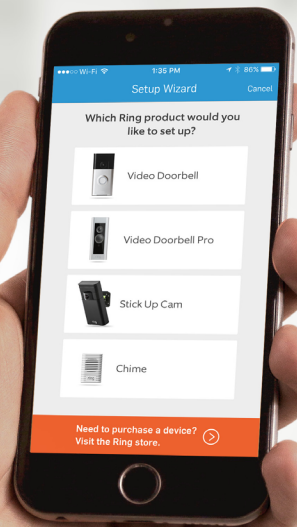 ●●●○○ Wi-Fi 1:35 PM 86%
Setup Wizard Cancel
Which Ring product would you
like to set up?
Video Doorbell
Video Doorbell Pro
Stick Up Cam
Chime
Need to purchase a device?
Visit the Ring store.